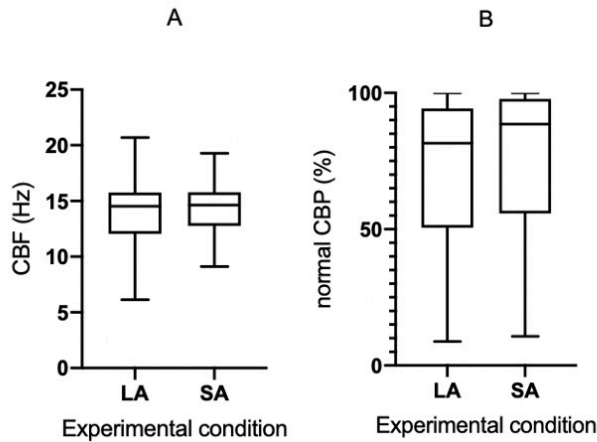 A
B
CBF (Hz)
25
20
15
10
5
0
LA
SA
Experimental condition
normal CBP (%)
100
50
0
LA
SA
Experimental condition